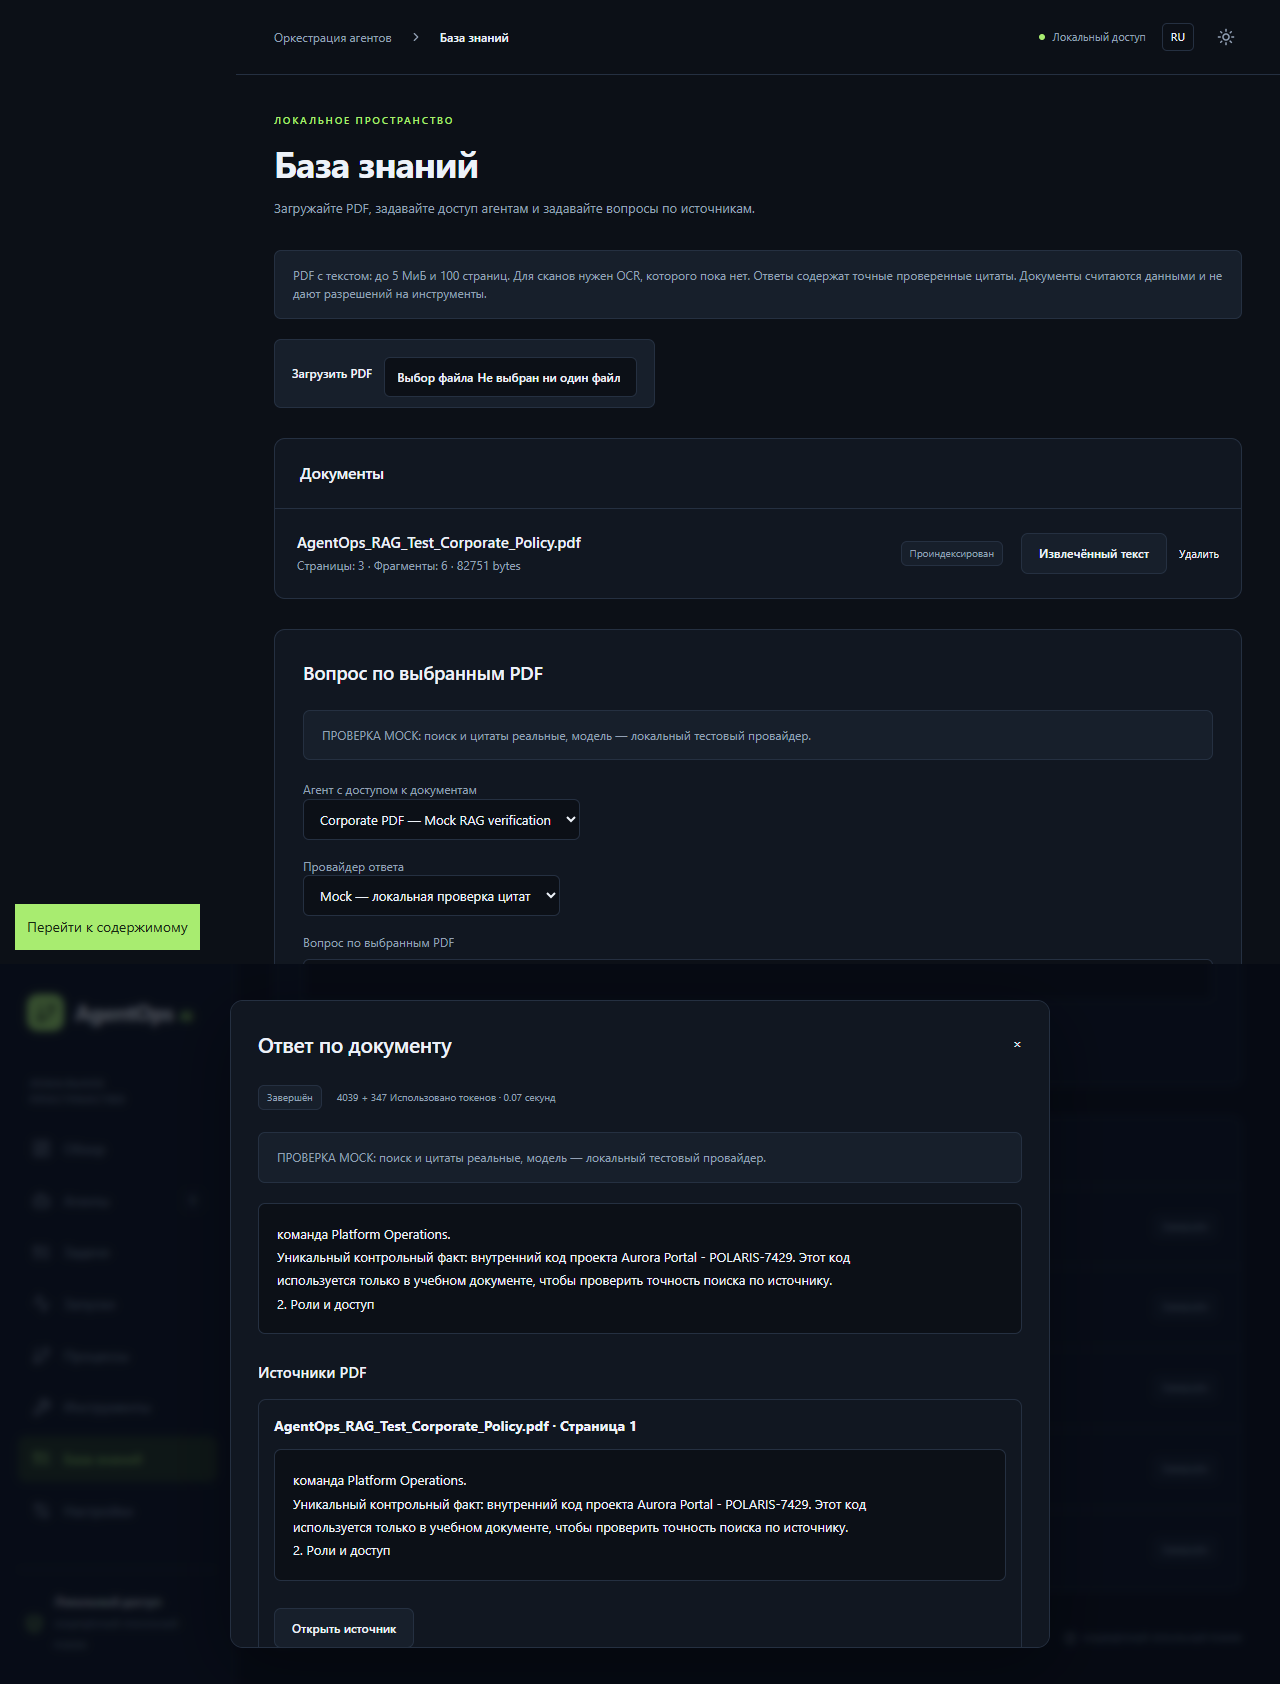 Оркестрация агентов > База знаний
Локальный доступ
RU
ЛОКАЛЬНОЕ ПРОСТРАНСТВО
База знаний
Загружайте PDF, задавайте доступ агентам и задавайте вопросы по источникам.
PDF с текстом: до 5 МиБ и 100 страниц. Для сканов нужен OCR, которого пока нет. Ответы содержат точные проверенные цитаты. Документы считаются данными и не
дают разрешений на инструменты.
Загрузить PDF
Выбор файла Не выбран ни один файл
Документы
AgentOps_RAG_Test_Corporate_Policy.pdf
Страницы: 3 · Фрагменты: 6 · 82751 bytes
Проиндексирован
Извлечённый текст
Удалить
Вопрос по выбранным PDF
ПРОВЕРКА МОСК: поиск и цитаты реальные, модель — локальный тестовый провайдер.
Агент с доступом к документам
Corporate PDF — Mock RAG verification
Провайдер ответа
Mock — локальная проверка цитат
Вопрос по выбранным PDF
Перейти к содержимому
AgentOps
База знаний
Ответ по документу
×
Завершён
4039 + 347 Использовано токенов · 0.07 секунд
ПРОВЕРКА МОСК: поиск и цитаты реальные, модель — локальный тестовый провайдер.
команда Platform Operations.
Уникальный контрольный факт: внутренний код проекта Aurora Portal - POLARIS-7429. Этот код
используется только в учебном документе, чтобы проверить точность поиска по источнику.
2. Роли и доступ
Источники PDF
AgentOps_RAG_Test_Corporate_Policy.pdf · Страница 1
команда Platform Operations.
Уникальный контрольный факт: внутренний код проекта Aurora Portal - POLARIS-7429. Этот код
используется только в учебном документе, чтобы проверить точность поиска по источнику.
2. Роли и доступ
Открыть источник